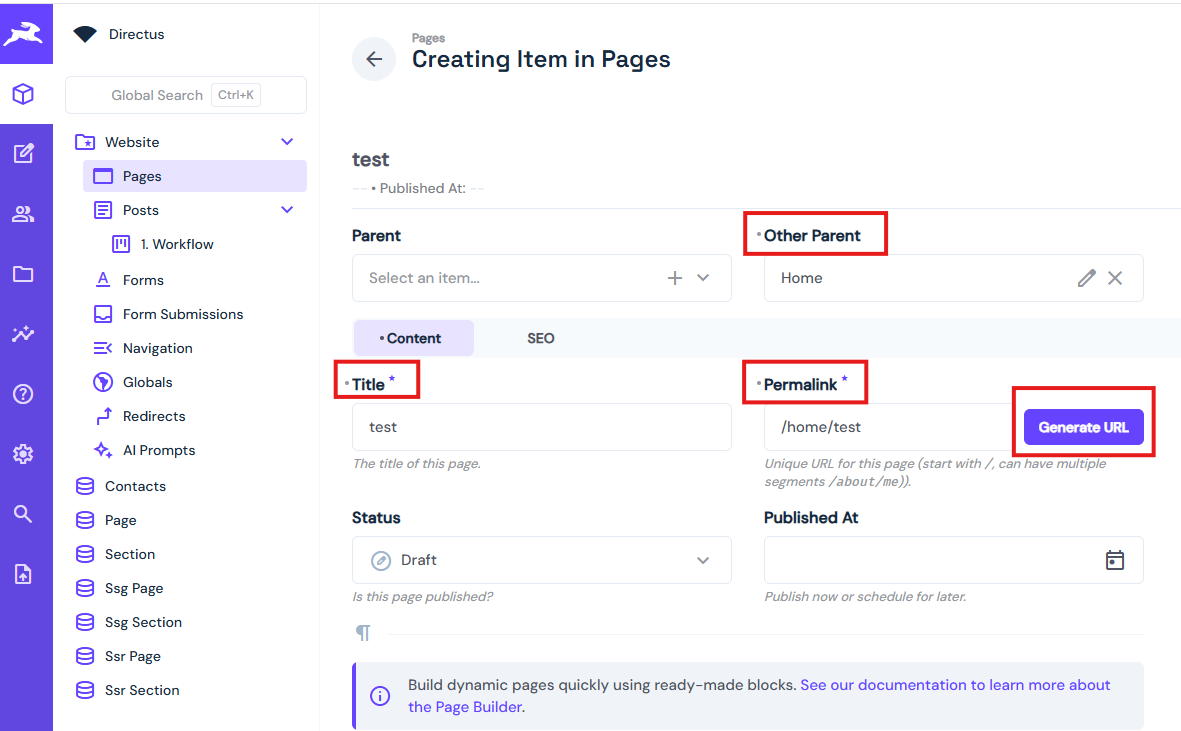 Directus
Global Search Ctrl+K
Website
Pages
Posts
1. Workflow
Forms
Form Submissions
Navigation
Globals
Redirects
AI Prompts
Contacts
Page
Section
Ssg Page
Ssg Section
Ssr Page
Ssr Section
Pages
Creating Item in Pages
test
-- • Published At: --
Parent
Select an item...
• Other Parent
Home
• Content SEO
• Title *
test
The title of this page.
• Permalink *
/home/test
Generate URL
Unique URL for this page (start with /, can have multiple
segments /about/me)).
Status
Draft
Is this page published?
Published At
Publish now or schedule for later.
¶
Build dynamic pages quickly using ready-made blocks. See our documentation to learn more about
the Page Builder.